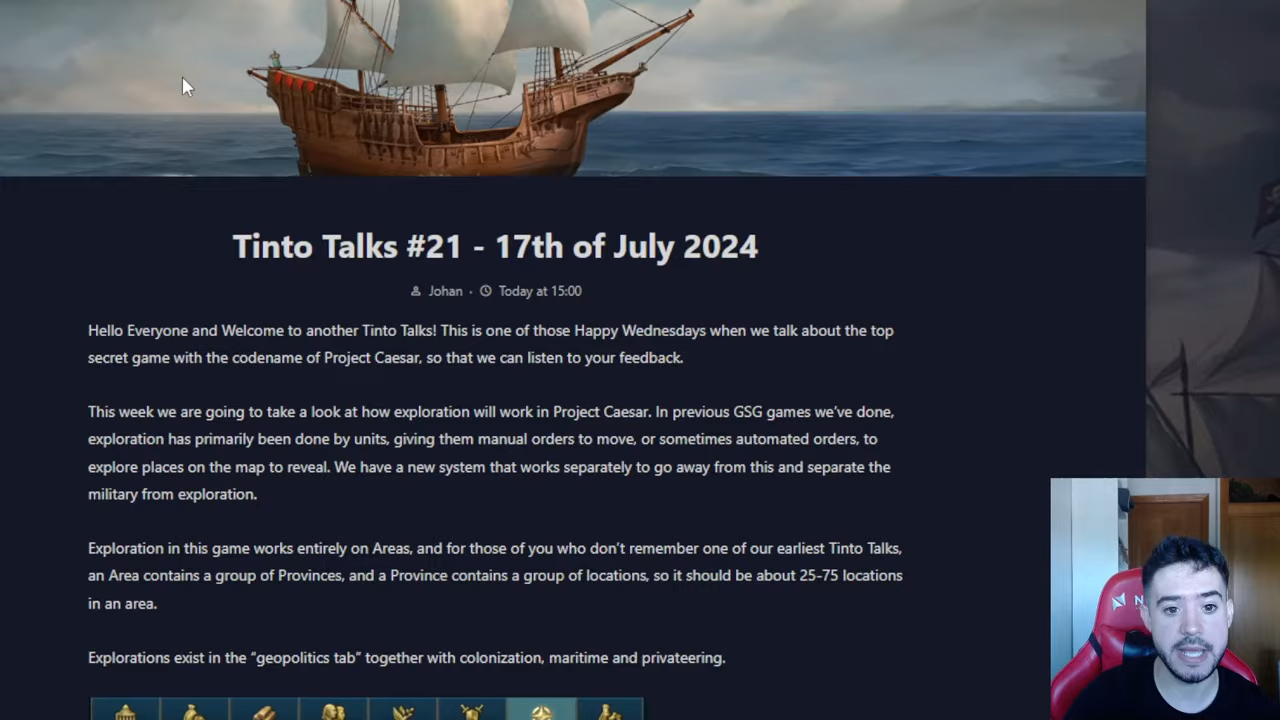 Tinto Talks #21 - 17th of July 2024
Johan · Today at 15:00
Hello Everyone and Welcome to another Tinto Talks! This is one of those Happy Wednesdays when we talk about the top
secret game with the codename of Project Caesar, so that we can listen to your feedback.
This week we are going to take a look at how exploration will work in Project Caesar. In previous GSG games we’ve done,
exploration has primarily been done by units, giving them manual orders to move, or sometimes automated orders, to
explore places on the map to reveal. We have a new system that works separately to go away from this and separate the
military from exploration.
Exploration in this game works entirely on Areas, and for those of you who don’t remember one of our earliest Tinto Talks,
an Area contains a group of Provinces, and a Province contains a group of locations, so it should be about 25-75 locations
in an area.
Explorations exist in the “geopolitics tab” together with colonization, maritime and privateering.